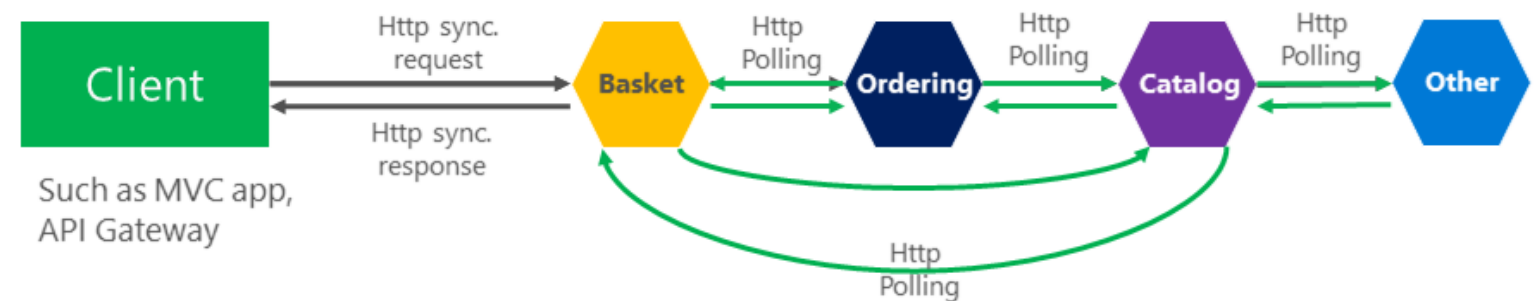 Client
Such as MVC app,
API Gateway
Http sync.
request
Http sync.
response
Basket
Http
Polling
Ordering
Http
Polling
Catalog
Http
Polling
Other
Http
Polling